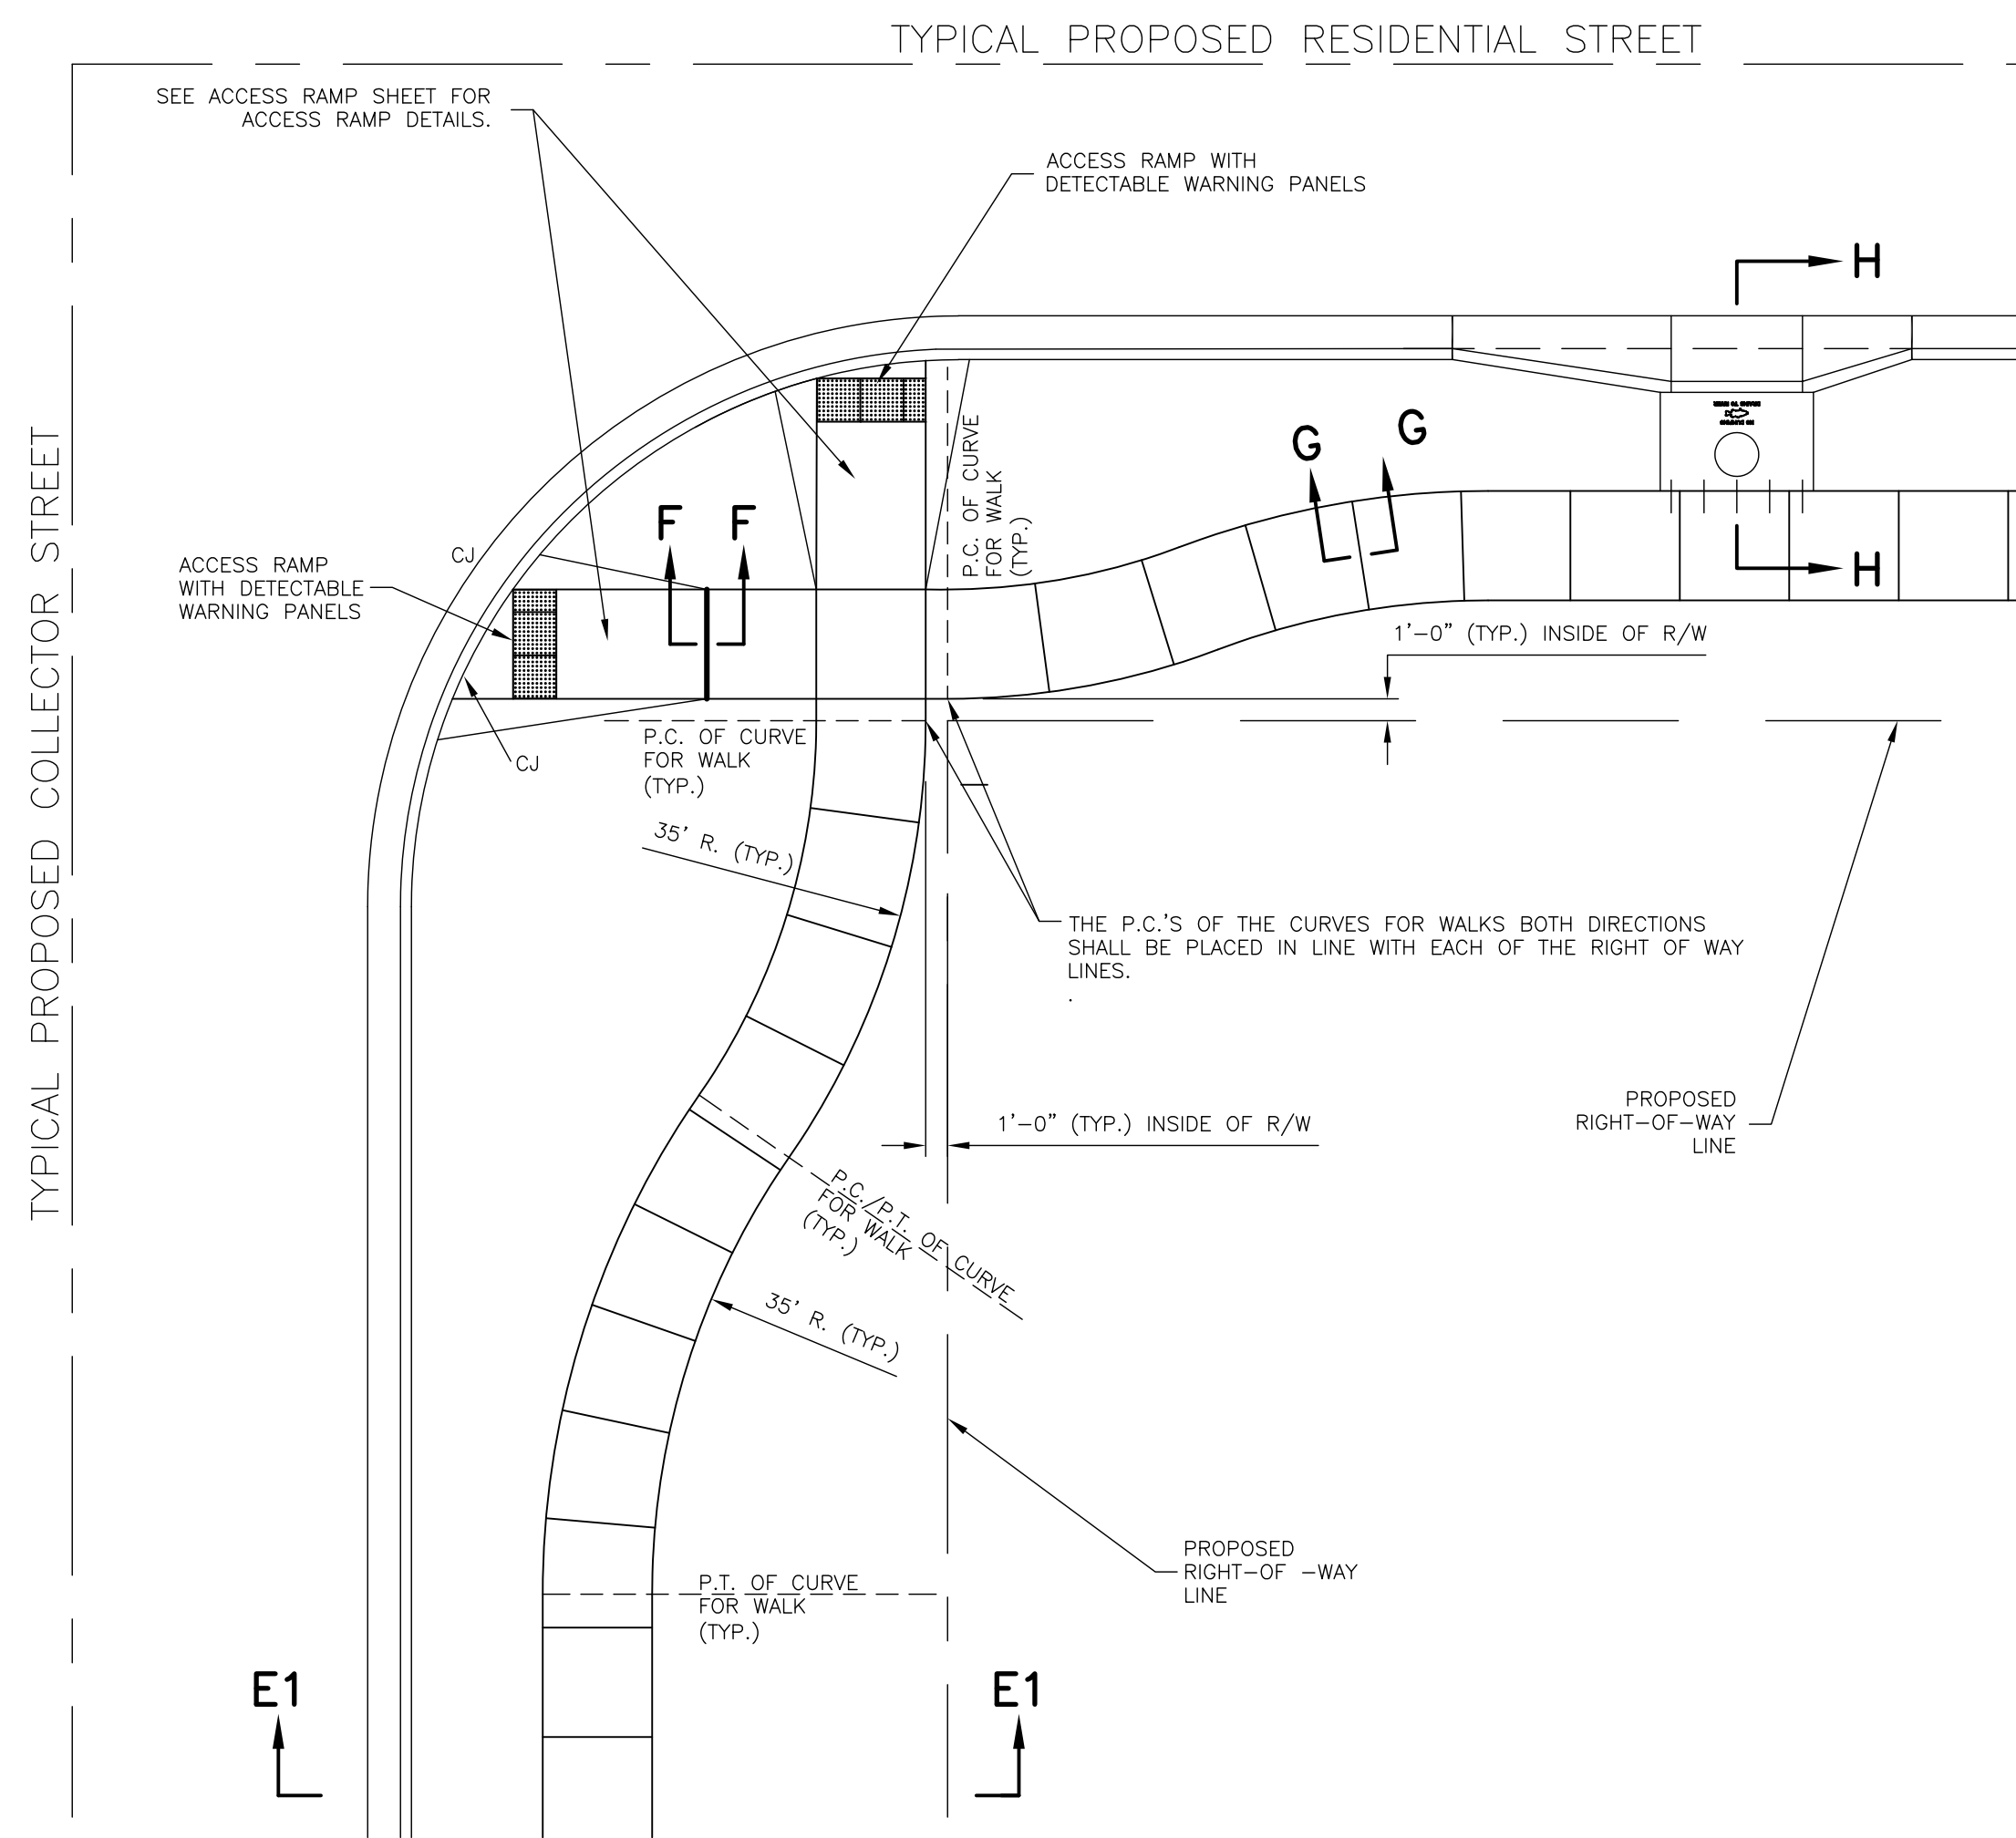 TYPICAL PROPOSED RESIDENTIAL STREET
SEE ACCESS RAMP SHEET FOR
ACCESS RAMP DETAILS.
ACCESS RAMP WITH
DETECTABLE WARNING PANELS
H
NO DUMPING
DRAINS TO RIVER
G
G
P.C. OF CURVE
FOR WALK
(TYP.)
TYPICAL PROPOSED COLLECTOR STREET
F
F
CJ
ACCESS RAMP
WITH DETECTABLE
WARNING PANELS
H
1'-0" (TYP.) INSIDE OF R/W
P.C. OF CURVE
FOR WALK
(TYP.)
CJ
35' R. (TYP.)
THE P.C.'S OF THE CURVES FOR WALKS BOTH DIRECTIONS
SHALL BE PLACED IN LINE WITH EACH OF THE RIGHT OF WAY
LINES.
.
1'-0" (TYP.) INSIDE OF R/W
PROPOSED
RIGHT-OF-WAY
LINE
P.C./P.T. OF CURVE
FOR WALK
(TYP.)
35' R. (TYP.)
PROPOSED
RIGHT-OF -WAY
LINE
P.T. OF CURVE
FOR WALK
(TYP.)
E1
E1